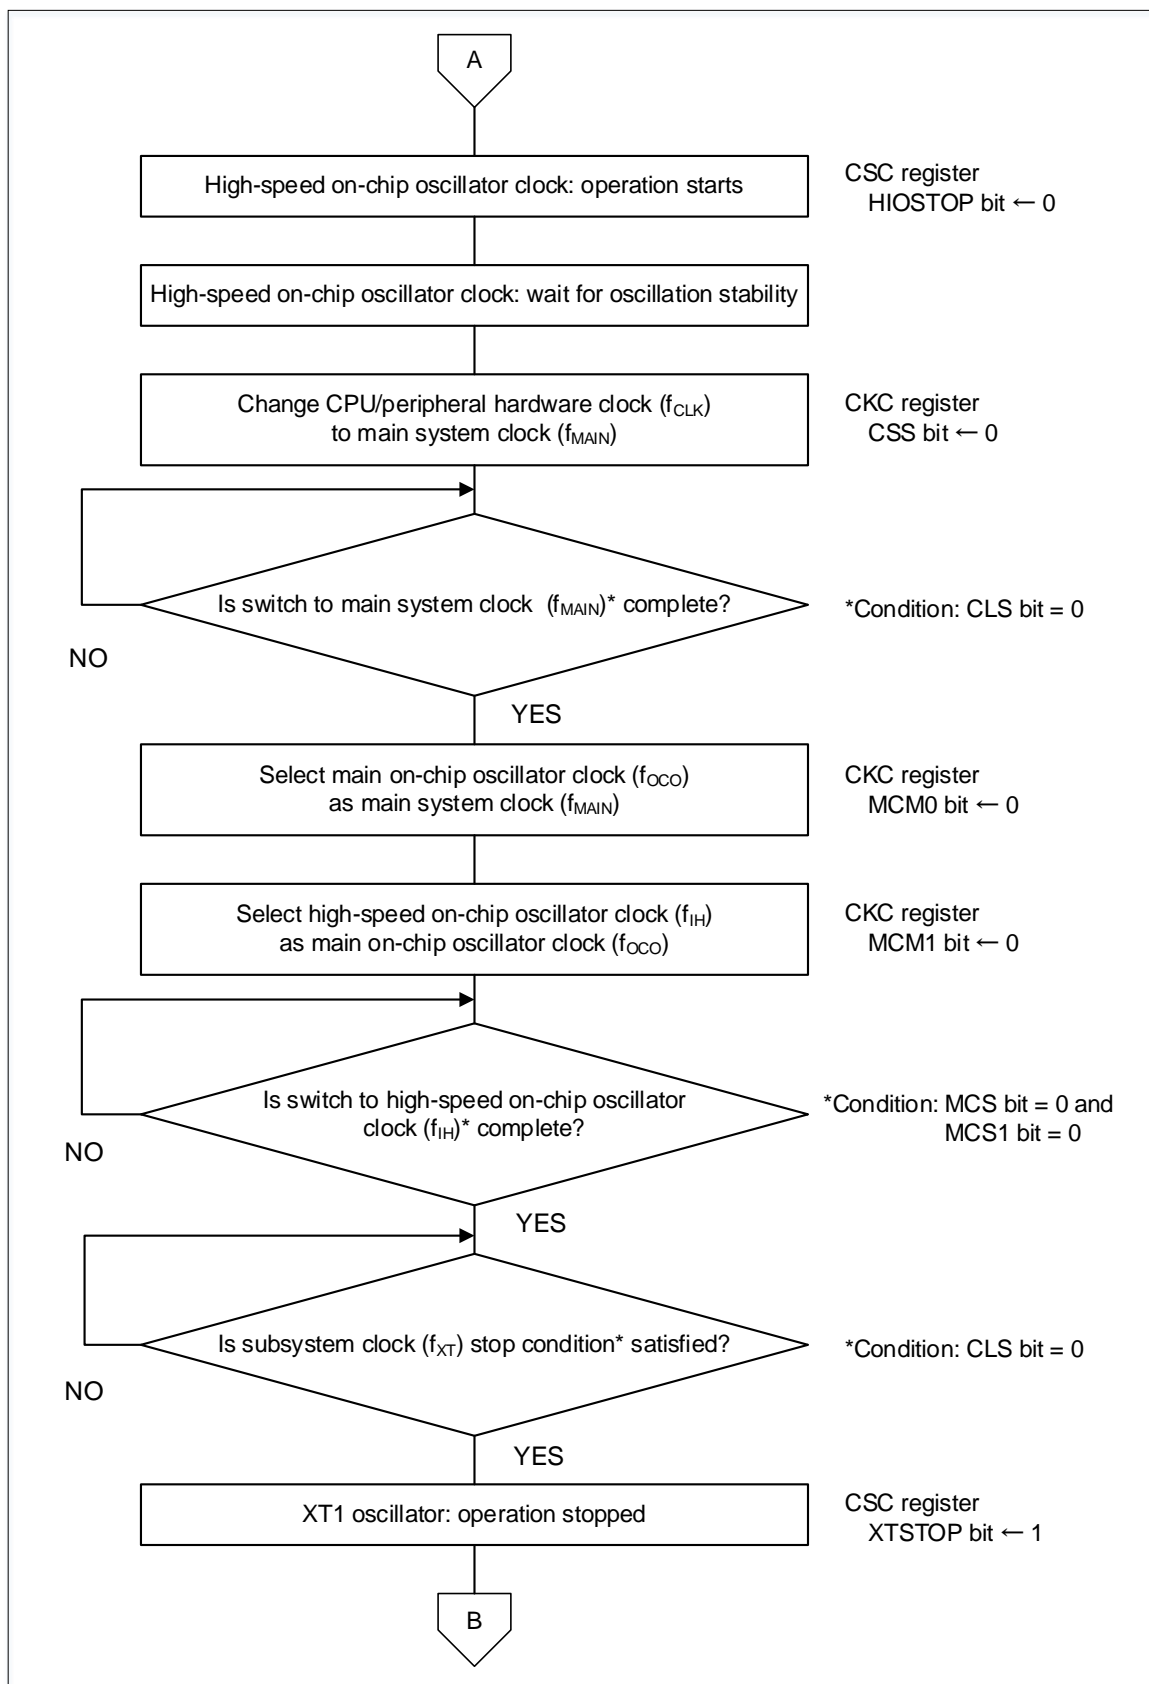 A
High-speed on-chip oscillator clock: operation starts
CSC register
HIOSTOP bit ← 0
High-speed on-chip oscillator clock: wait for oscillation stability
Change CPU/peripheral hardware clock (fCLK)
to main system clock (fMAIN)
CKC register
CSS bit ← 0
Is switch to main system clock (fMAIN)* complete?
*Condition: CLS bit = 0
NO
YES
Select main on-chip oscillator clock (fOCO)
as main system clock (fMAIN)
CKC register
MCM0 bit ← 0
Select high-speed on-chip oscillator clock (fIH)
as main on-chip oscillator clock (fOCO)
CKC register
MCM1 bit ← 0
Is switch to high-speed on-chip oscillator
clock (fIH)* complete?
*Condition: MCS bit = 0 and
MCS1 bit = 0
NO
YES
Is subsystem clock (fXT) stop condition* satisfied?
*Condition: CLS bit = 0
NO
YES
XT1 oscillator: operation stopped
CSC register
XTSTOP bit ← 1
B